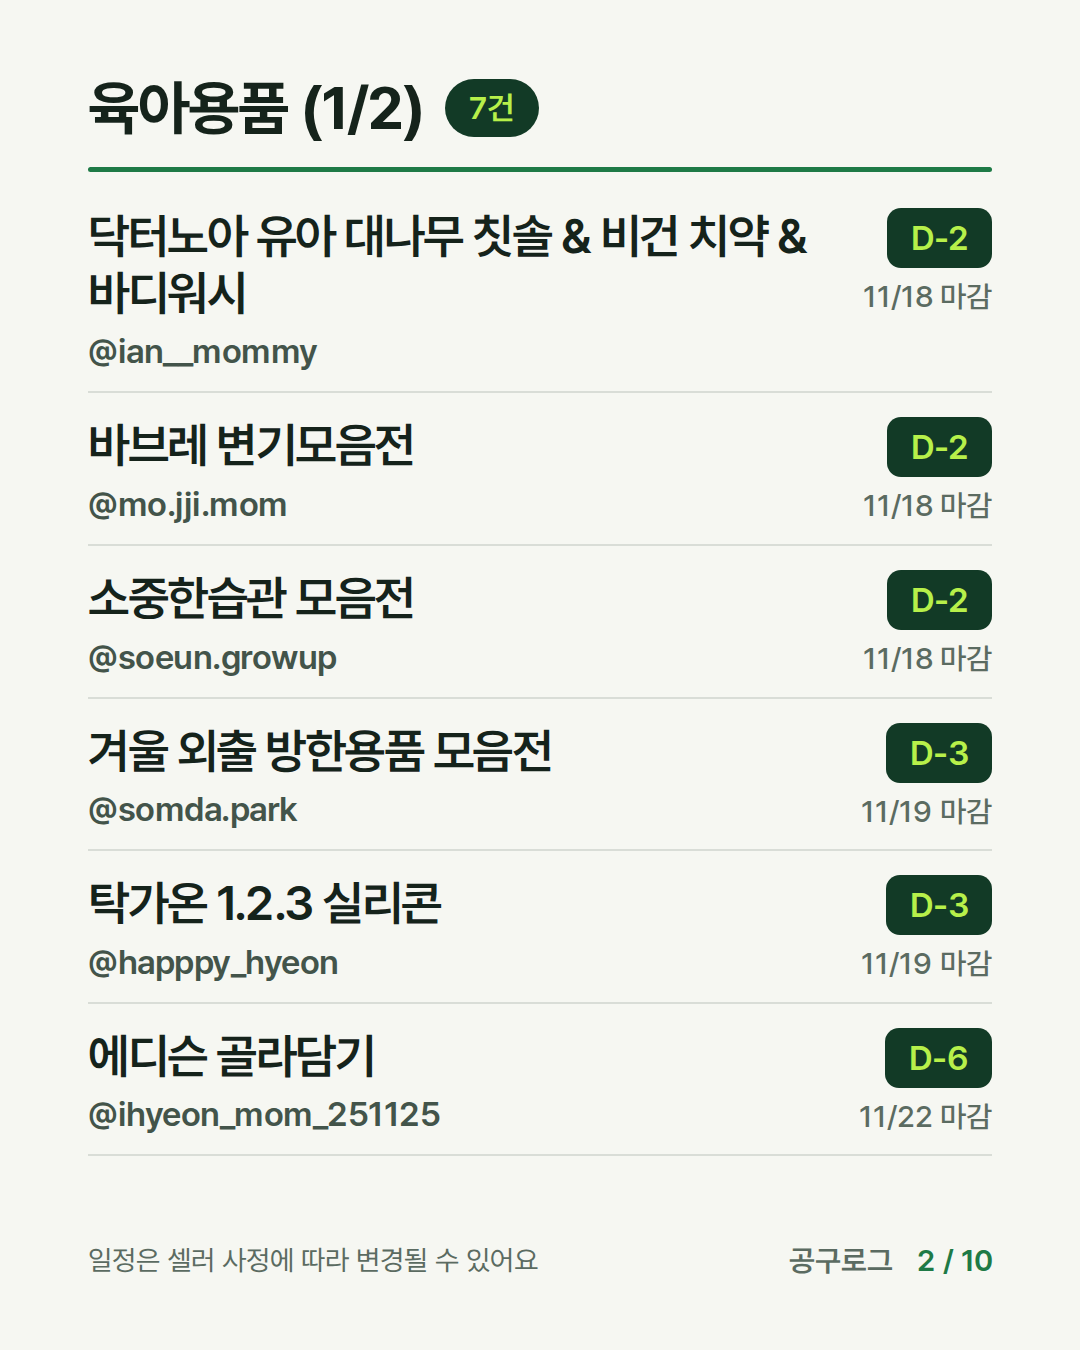 육아용품 (1/2) 7건
닥터노아 유아 대나무 칫솔 & 비건 치약 &
바디워시
@ian__mommy
D-2
11/18 마감
바브레 변기모음전
@mo.jji.mom
D-2
11/18 마감
소중한습관 모음전
@soeun.growup
D-2
11/18 마감
겨울 외출 방한용품 모음전
@somda.park
D-3
11/19 마감
탁가온 1.2.3 실리콘
@happpy_hyeon
D-3
11/19 마감
에디슨 골라담기
@ihyeon_mom_251125
D-6
11/22 마감
일정은 셀러 사정에 따라 변경될 수 있어요
공구로그 2 / 10